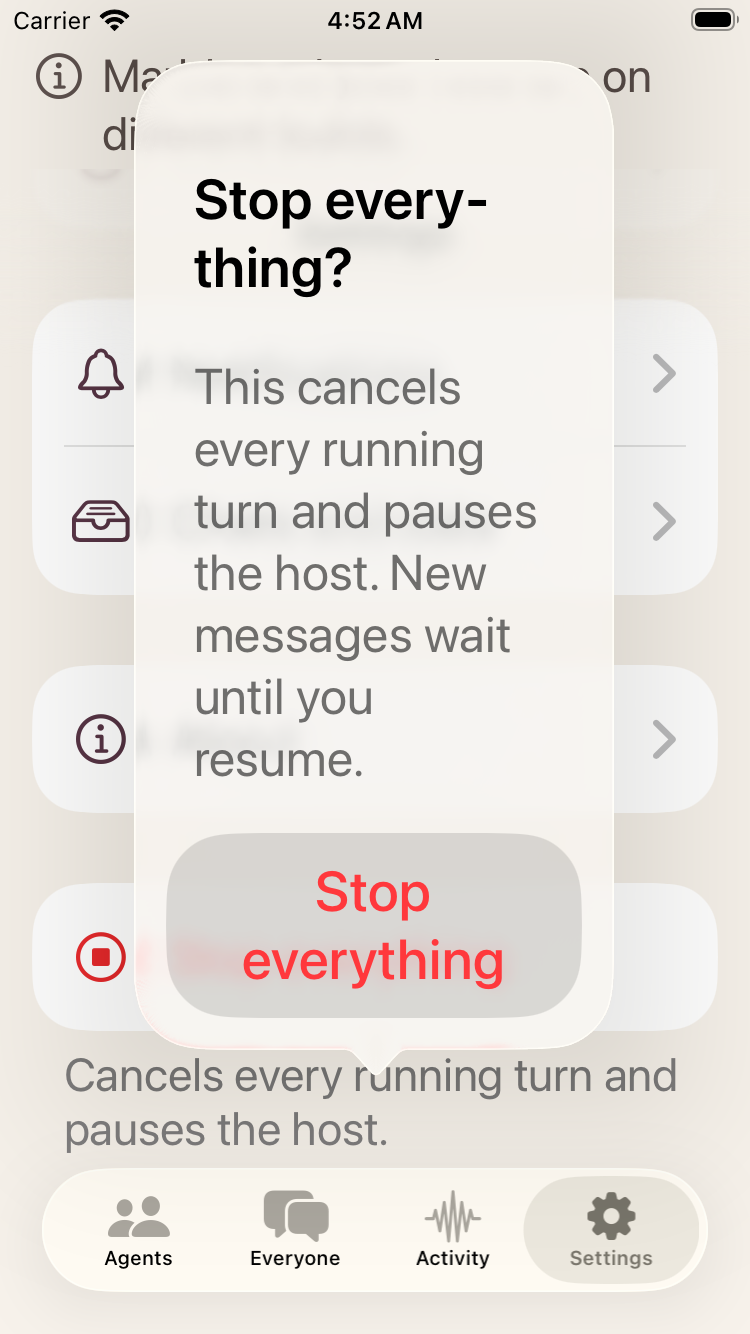 Carrier
4:52 AM
on
Stop every-
thing?
This cancels
every running
turn and pauses
the host. New
messages wait
until you
resume.
Stop
everything
Cancels every running turn and
pauses the host.
Agents
Everyone
Activity
Settings